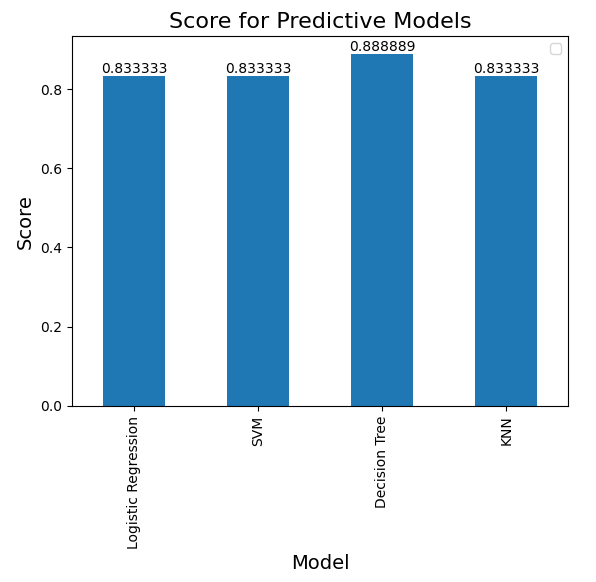 Score for Predictive Models
0.833333
0.833333
0.888889
0.833333
Score
0.8
0.6
0.4
0.2
0.0
Logistic Regression
SVM
Decision Tree
KNN
Model